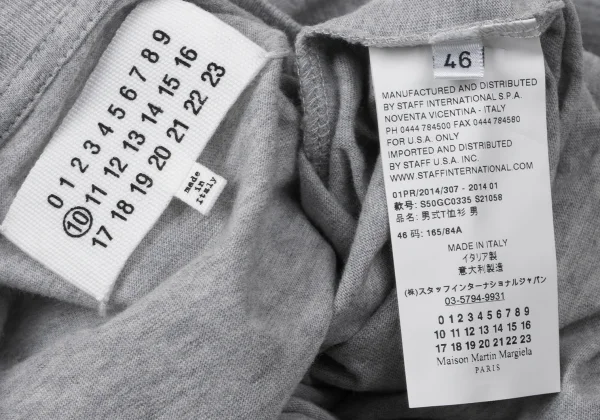 0 1 2 3 4 5 6 7 8 9
10 11 12 13 14 15 16
17 18 19 20 21 22 23
made
in
italy
46
MANUFACTURED AND DISTRIBUTED
BY STAFF INTERNATIONAL S.P.A.
NOVENTA VICENTINA - ITALY
PH 0444 784500 FAX 0444 784580
FOR U.S.A. ONLY
IMPORTED AND DISTRIBUTED
BY STAFF U.S.A. INC.
WWW.STAFFINTERNATIONAL.COM
01PR/2014/307 - 2014 01
款号: S50GC0335 S21058
品名: 男式T恤衫 男
46 码: 165/84A
MADE IN ITALY
イタリア製
意大利製造
(株)スタッフインターナショナルジャパン
03-5794-9931
0 1 2 3 4 5 6 7 8 9
10 11 12 13 14 15 16
17 18 19 20 21 22 23
Maison Martin Margiela
PARIS